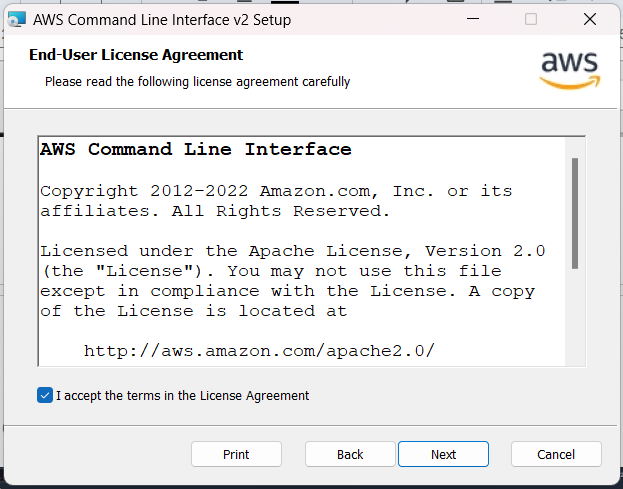 AWS Command Line Interface v2 Setup
End-User License Agreement
Please read the following license agreement carefully
aws
AWS Command Line Interface
Copyright 2012-2022 Amazon.com, Inc. or its
affiliates. All Rights Reserved.
Licensed under the Apache License, Version 2.0
(the "License"). You may not use this file
except in compliance with the License. A copy
of the License is located at
http://aws.amazon.com/apache2.0/
I accept the terms in the License Agreement
Print
Back
Next
Cancel